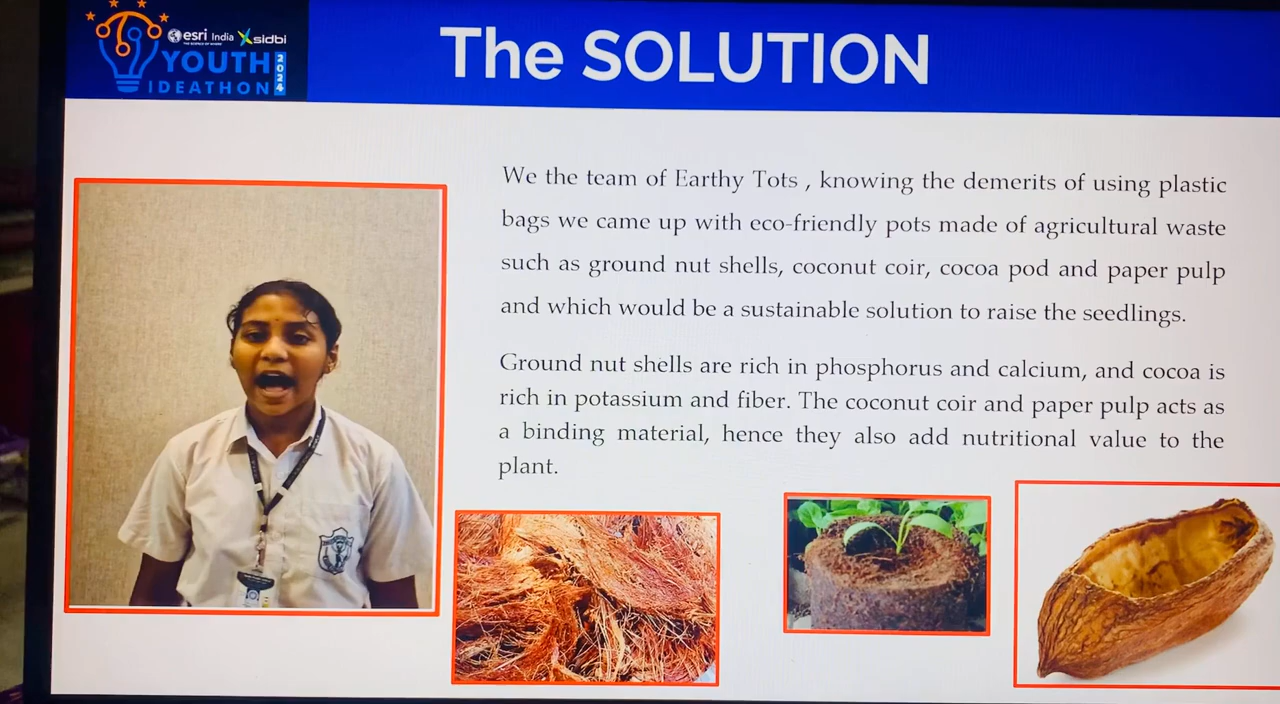 esri India sidbi
THE SCIENCE OF WHERE
YOUTH
IDEATHON
2024
The SOLUTION
We the team of Earthy Tots , knowing the demerits of using plastic
bags we came up with eco-friendly pots made of agricultural waste
such as ground nut shells, coconut coir, cocoa pod and paper pulp
and which would be a sustainable solution to raise the seedlings.
Ground nut shells are rich in phosphorus and calcium, and cocoa is
rich in potassium and fiber. The coconut coir and paper pulp acts as
a binding material, hence they also add nutritional value to the
plant.